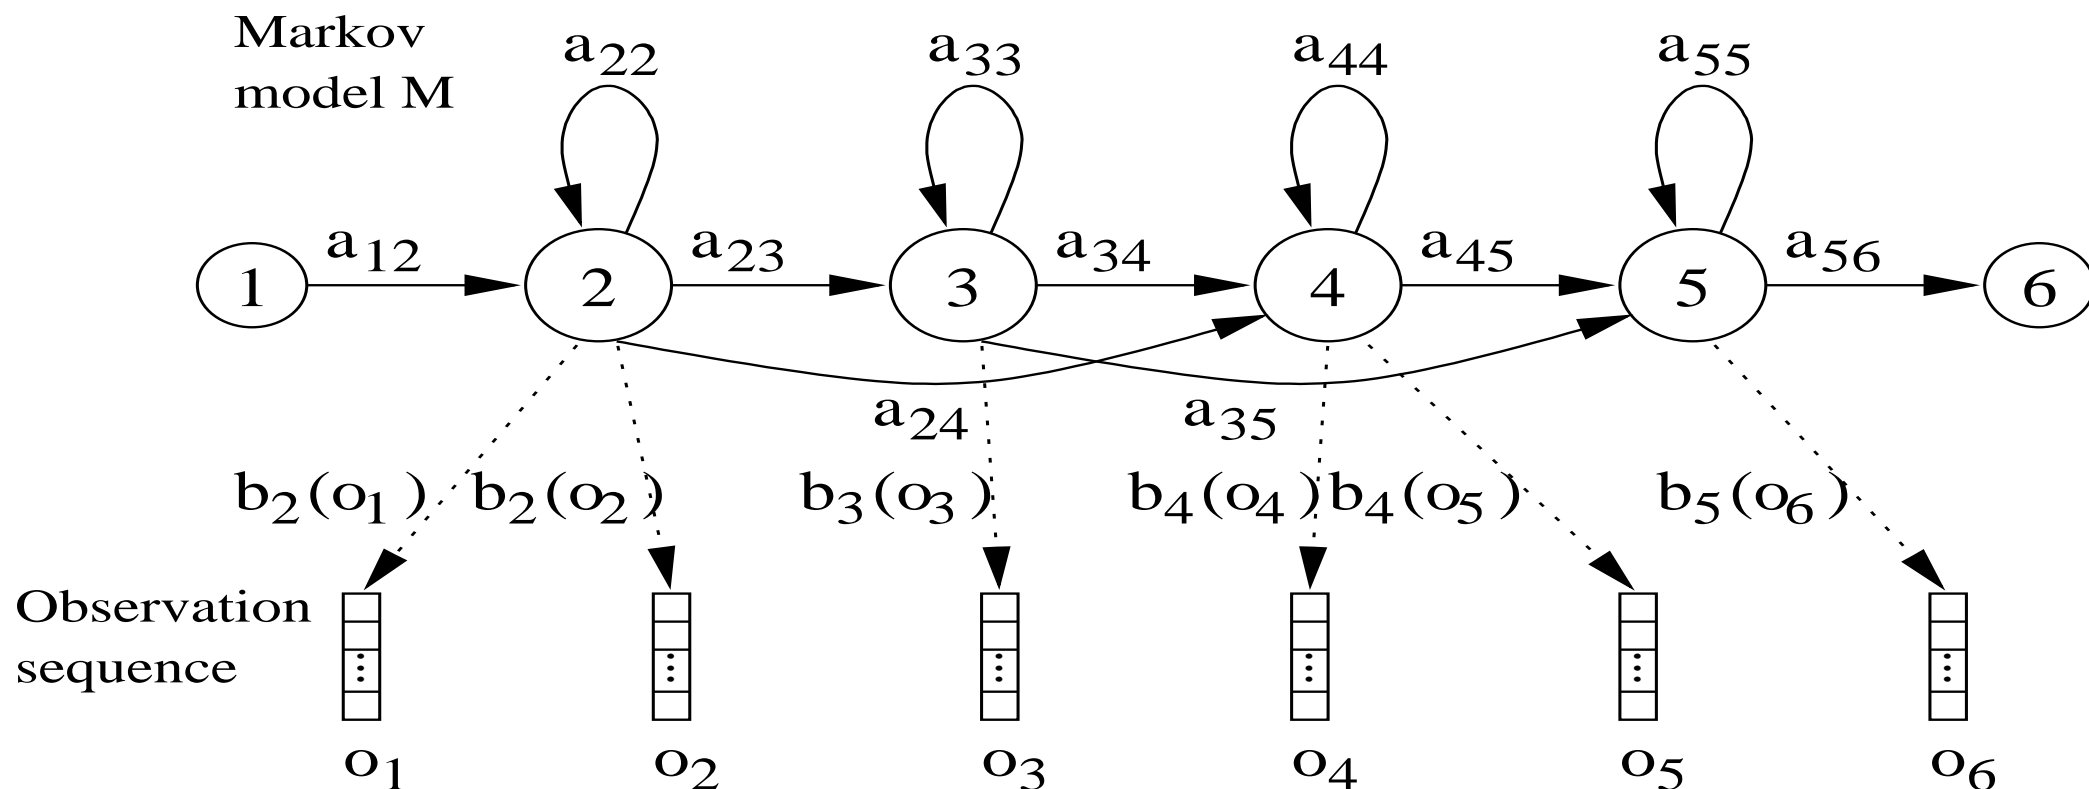 Markov
model M
a22 a33 a44 a55
1 a12 2 a23 3 a34 4 a45 5 a56 6
a24 a35
b2(o1) b2(o2) b3(o3) b4(o4) b4(o5) b5(o6)
Observation
sequence
o1 o2 o3 o4 o5 o6